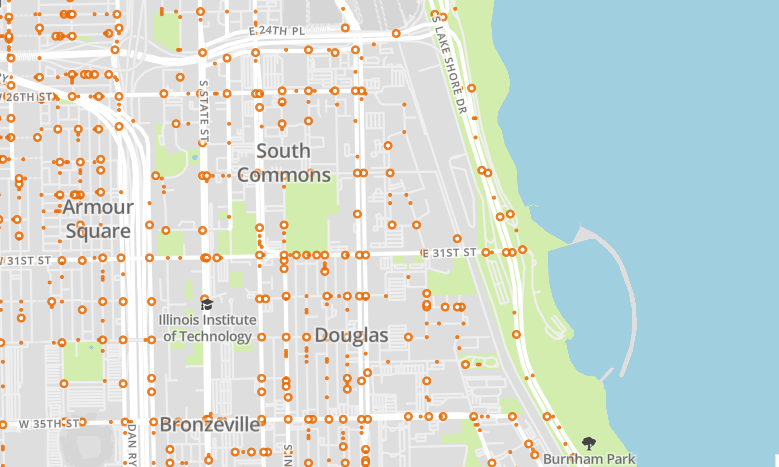 E 24TH PL
S LAKE SHORE DR
26TH ST
S STATE ST
South
Commons
Armour
Square
31ST ST
E 31ST ST
Illinois Institute
of Technology
Douglas
Bronzeville
W 35TH ST
DAN RY
S IN
Burnham Park